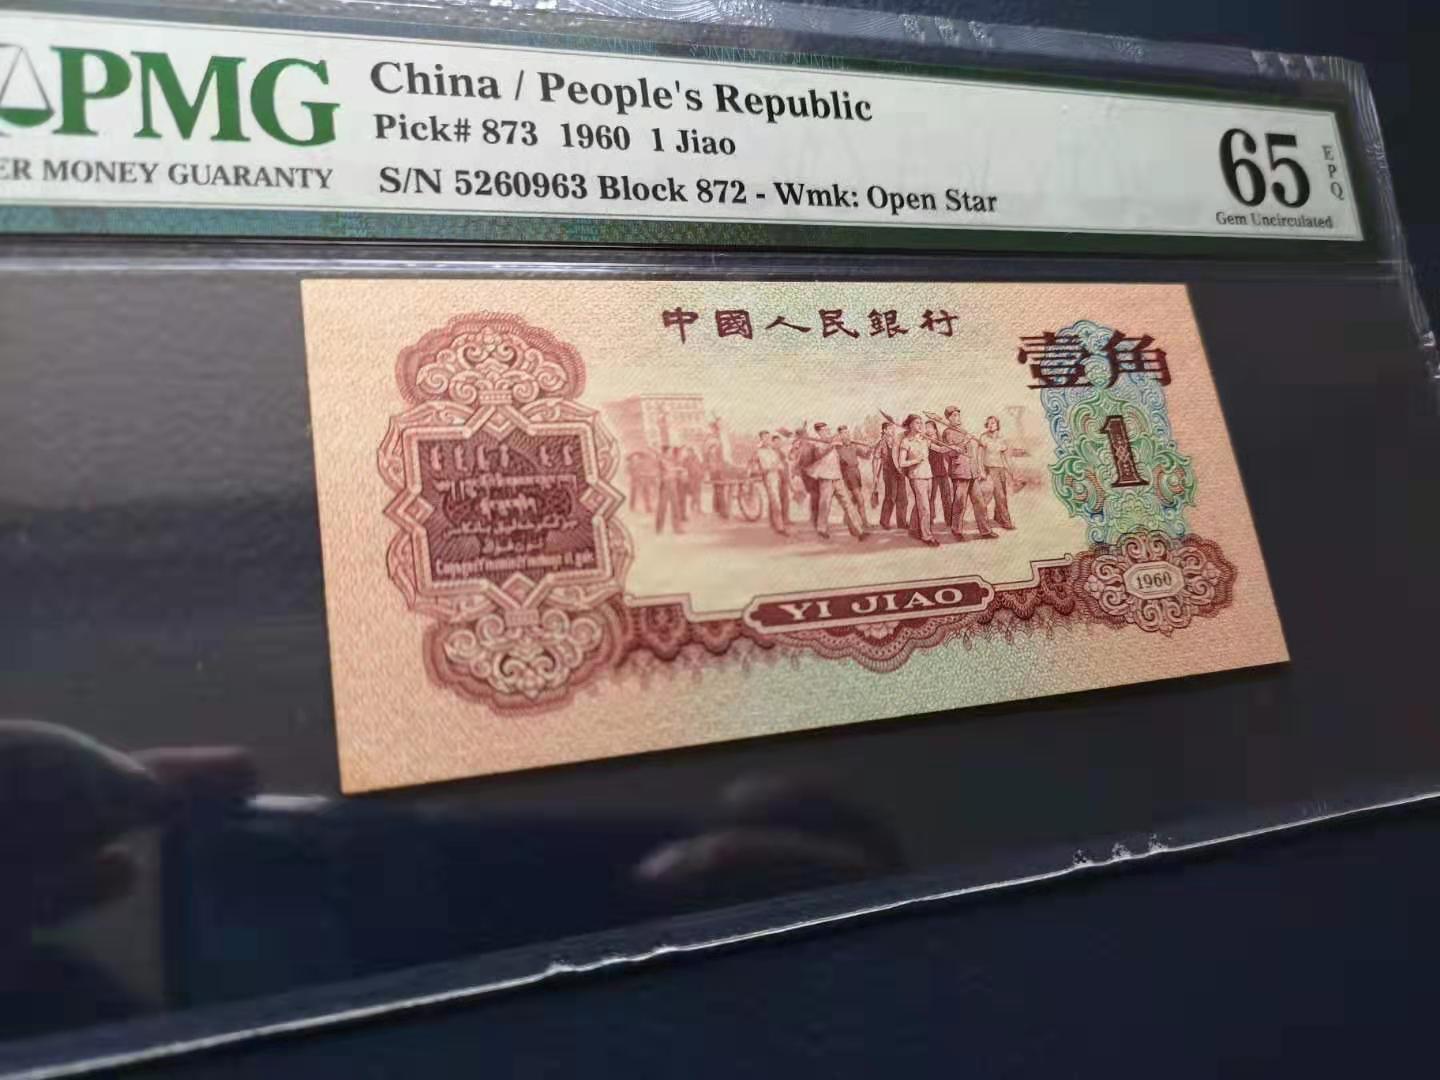 PMG
ER MONEY GUARANTY
China / People's Republic
Pick# 873 1960 1 Jiao
S/N 5260963 Block 872 - Wmk: Open Star
65
EPQ
Gem Uncirculated
中國人民銀行
壹角
1
1960
YI JIAO